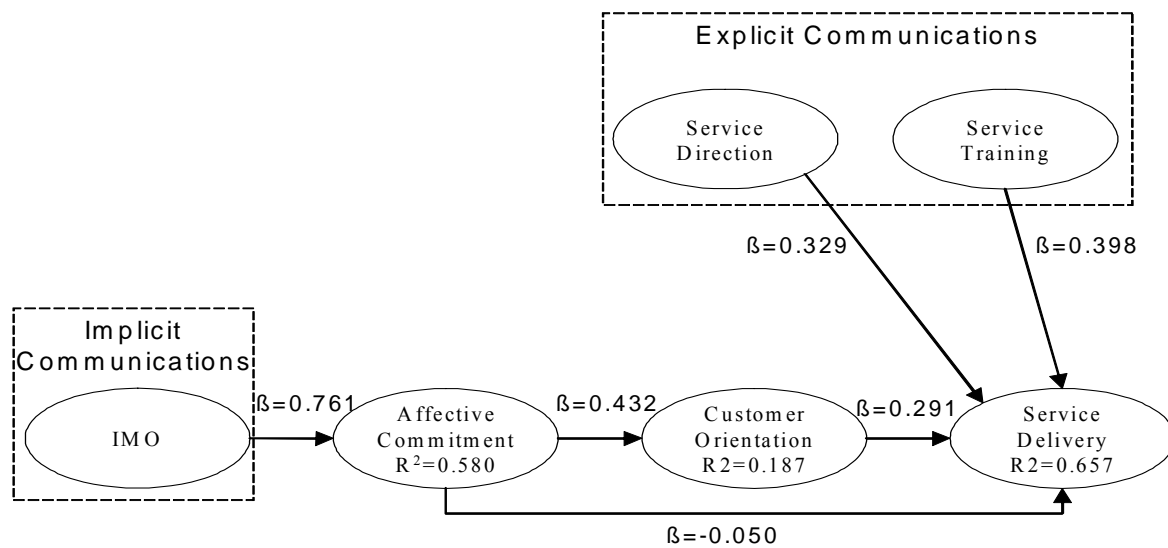 Explicit Communications
Service
Direction
Service
Training
ß=0.329
ß=0.398
Implicit
Communications
IMO
ß=0.761
Affective
Commitment
R²=0.580
ß=0.432
Customer
Orientation
R2=0.187
ß=0.291
Service
Delivery
R2=0.657
ß=-0.050